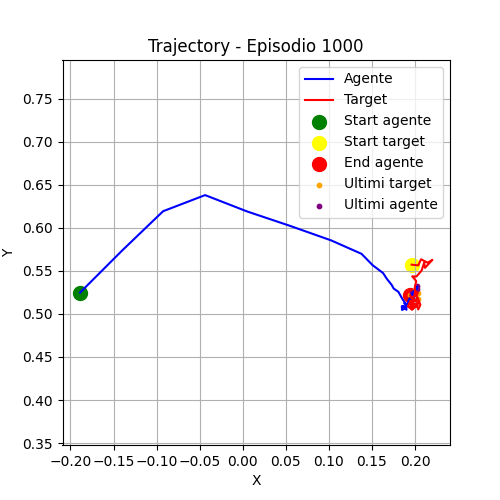 Trajectory - Episodio 1000
Agente
Target
Start agente
Start target
End agente
Ultimi target
Ultimi agente
Y
0.75
0.70
0.65
0.60
0.55
0.50
0.45
0.40
0.35
−0.20 −0.15 −0.10 −0.05 0.00 0.05 0.10 0.15 0.20
X